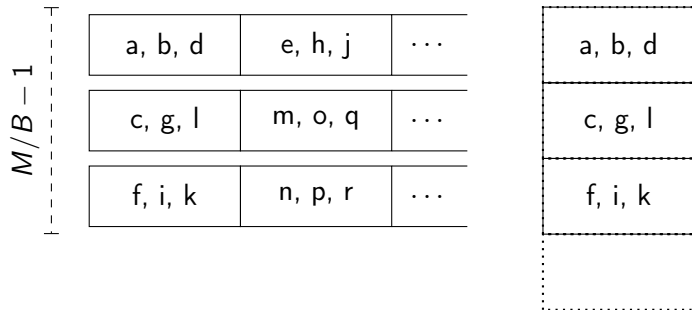 M/B − 1
a, b, d e, h, j ···
c, g, l m, o, q ···
f, i, k n, p, r ···
a, b, d
c, g, l
f, i, k